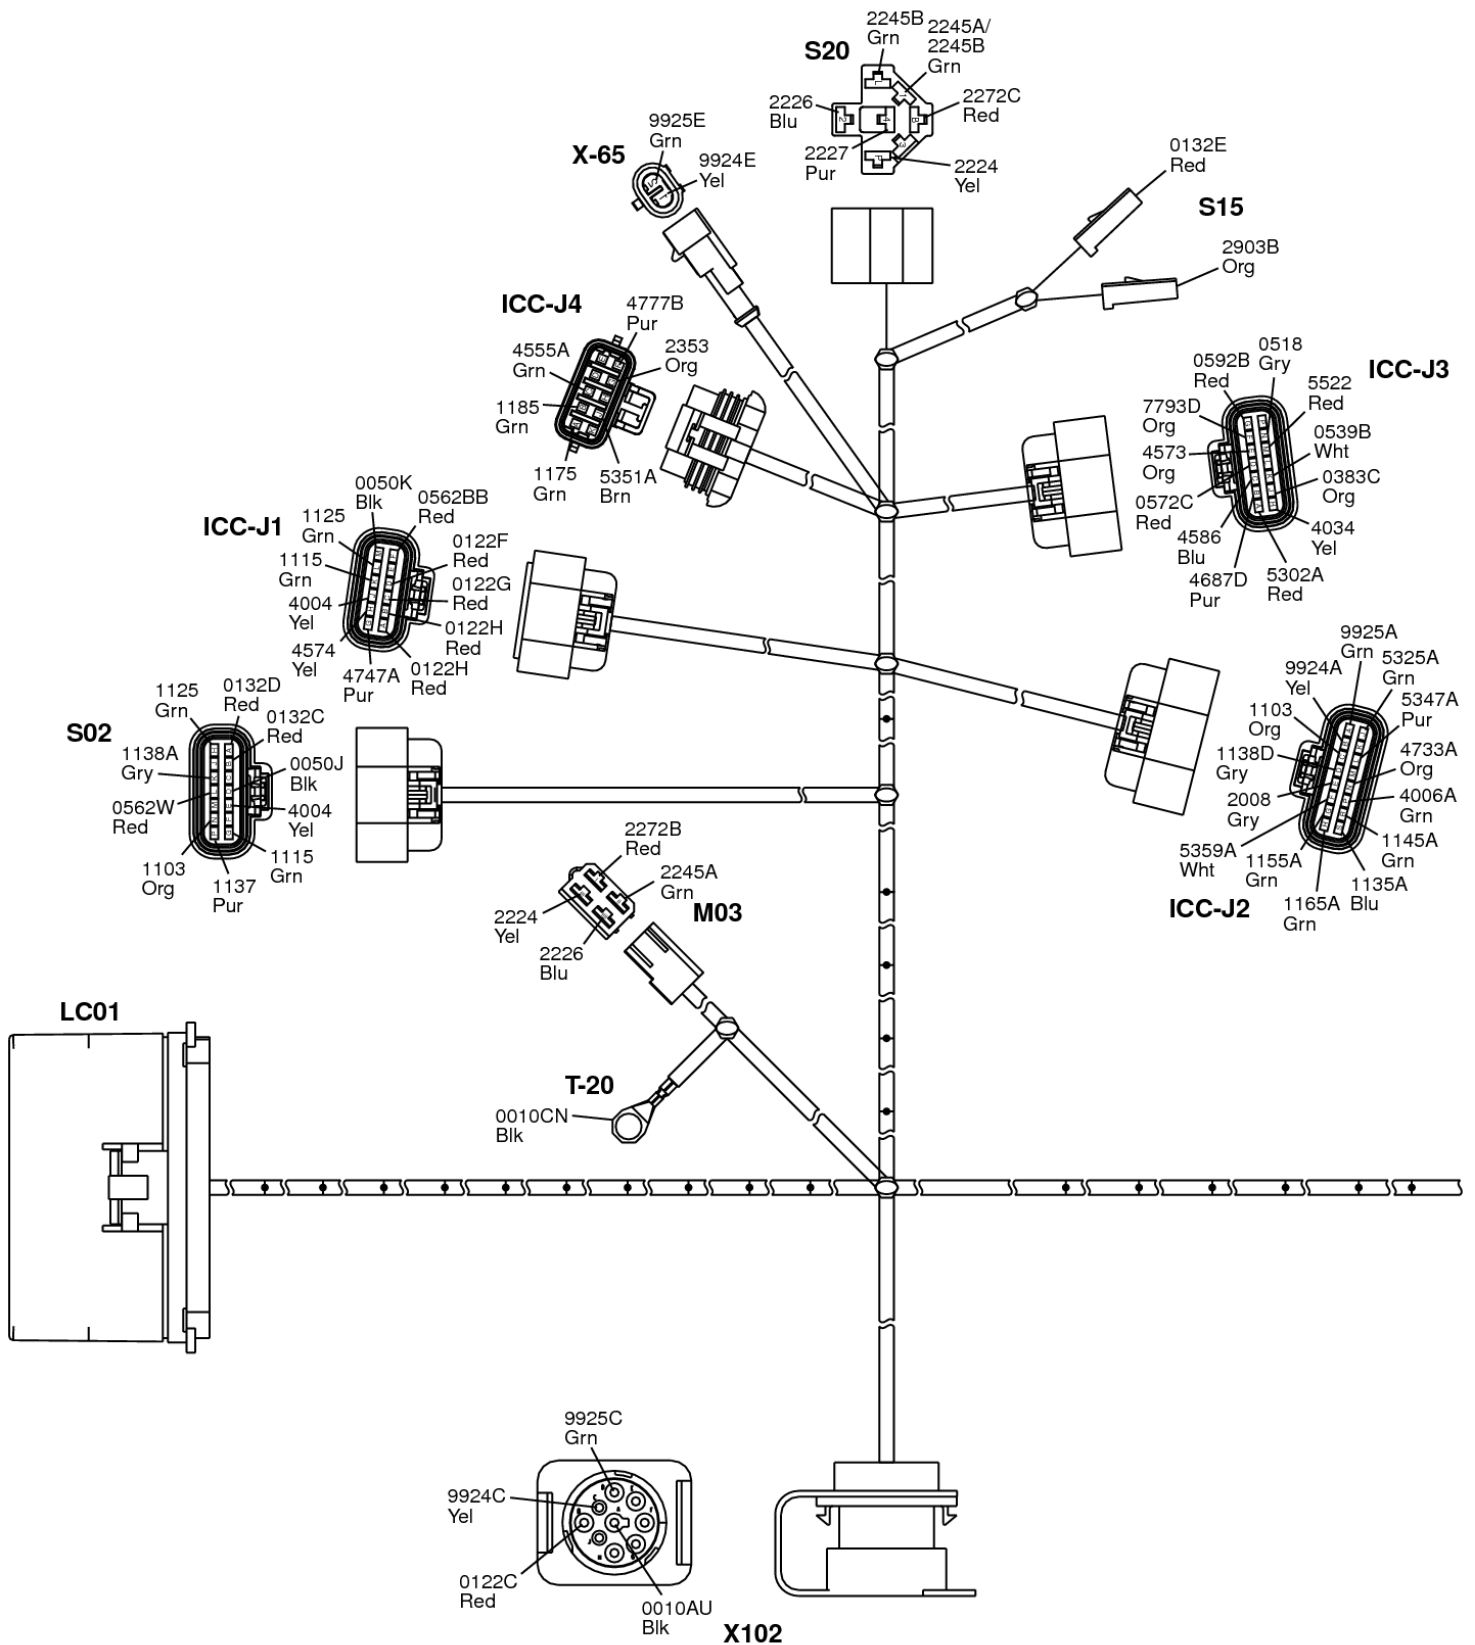 S20
2245B
Grn
2245A/
2245B
Grn
2226
Blu
2272C
Red
2227
Pur
2224
Yel
X-65
9925E
Grn
9924E
Yel
0132E
Red
S15
2903B
Org
ICC-J4
4777B
Pur
4555A
Grn
2353
Org
1185
Grn
1175
Grn
5351A
Brn
ICC-J3
0518
Gry
0592B
Red
5522
Red
7793D
Org
0539B
Wht
4573
Org
0383C
Org
0572C
Red
4034
Yel
4586
Blu
5302A
Red
4687D
Pur
ICC-J1
0050K
Blk
0562BB
Red
1125
Grn
0122F
Red
1115
Grn
0122G
Red
4004
Yel
0122H
Red
4574
Yel
0122H
Red
4747A
Pur
S02
1125
Grn
0132D
Red
0132C
Red
1138A
Gry
0050J
Blk
0562W
Red
4004
Yel
1103
Org
1115
Grn
1137
Pur
9925A
Grn
9924A
Yel
5325A
Grn
1103
Org
5347A
Pur
1138D
Gry
4733A
Org
2008
Gry
4006A
Grn
5359A
Wht
1145A
Grn
1155A
Grn
1135A
Blu
1165A
Grn
ICC-J2
2272B
Red
2245A
Grn
M03
2224
Yel
2226
Blu
LC01
T-20
0010CN
Blk
9925C
Grn
9924C
Yel
0122C
Red
0010AU
Blk
X102